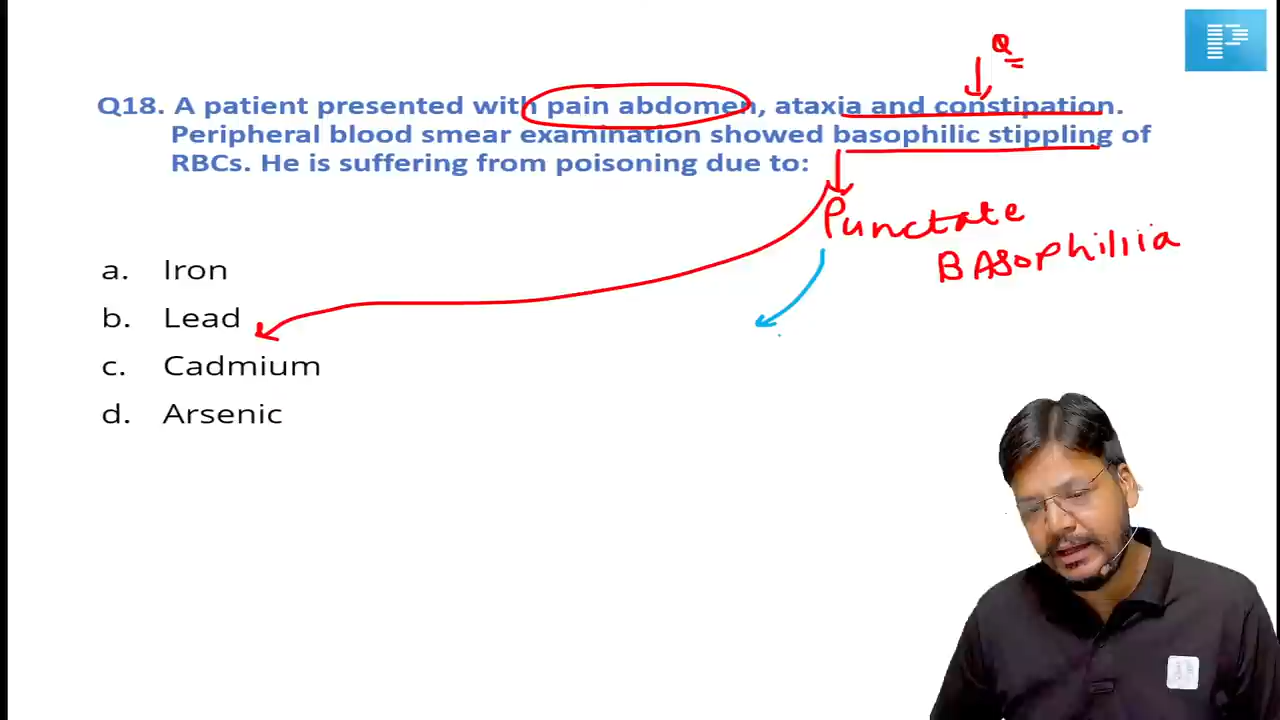 Q
Q18. A patient presented with pain abdomen, ataxia and constipation.
Peripheral blood smear examination showed basophilic stippling of
RBCs. He is suffering from poisoning due to:
Punctate
BASOPhiliia
a. Iron
b. Lead
c. Cadmium
d. Arsenic